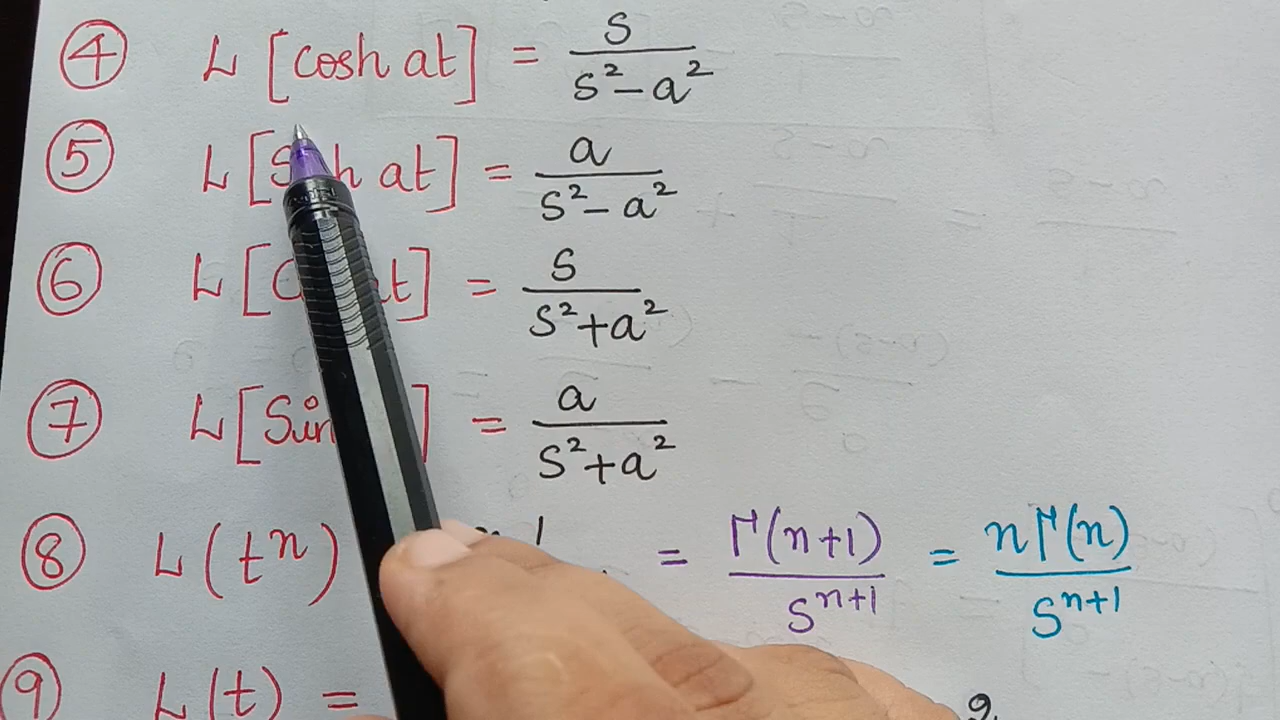 ④ L [cosh at] = s / s² - a²
⑤ L [S h at] = a / s² - a²
⑥ L [C at] = s / s² + a²
⑦ L [Sin ] = a / s² + a²
⑧ L (tⁿ) = Γ(n+1) / sⁿ⁺¹ = nΓ(n) / sⁿ⁺¹
⑨ L(t) =